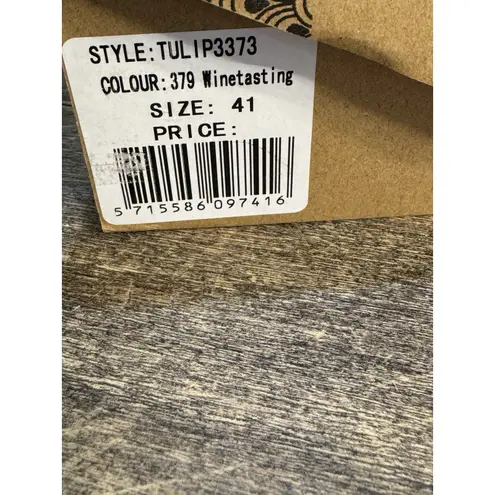 STYLE:TULIP3373
COLOUR:379 Winetasting
SIZE: 41
PRICE:
5 715586 097416